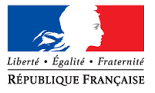 Liberté • Égalité • Fraternité
RÉPUBLIQUE FRANÇAISE